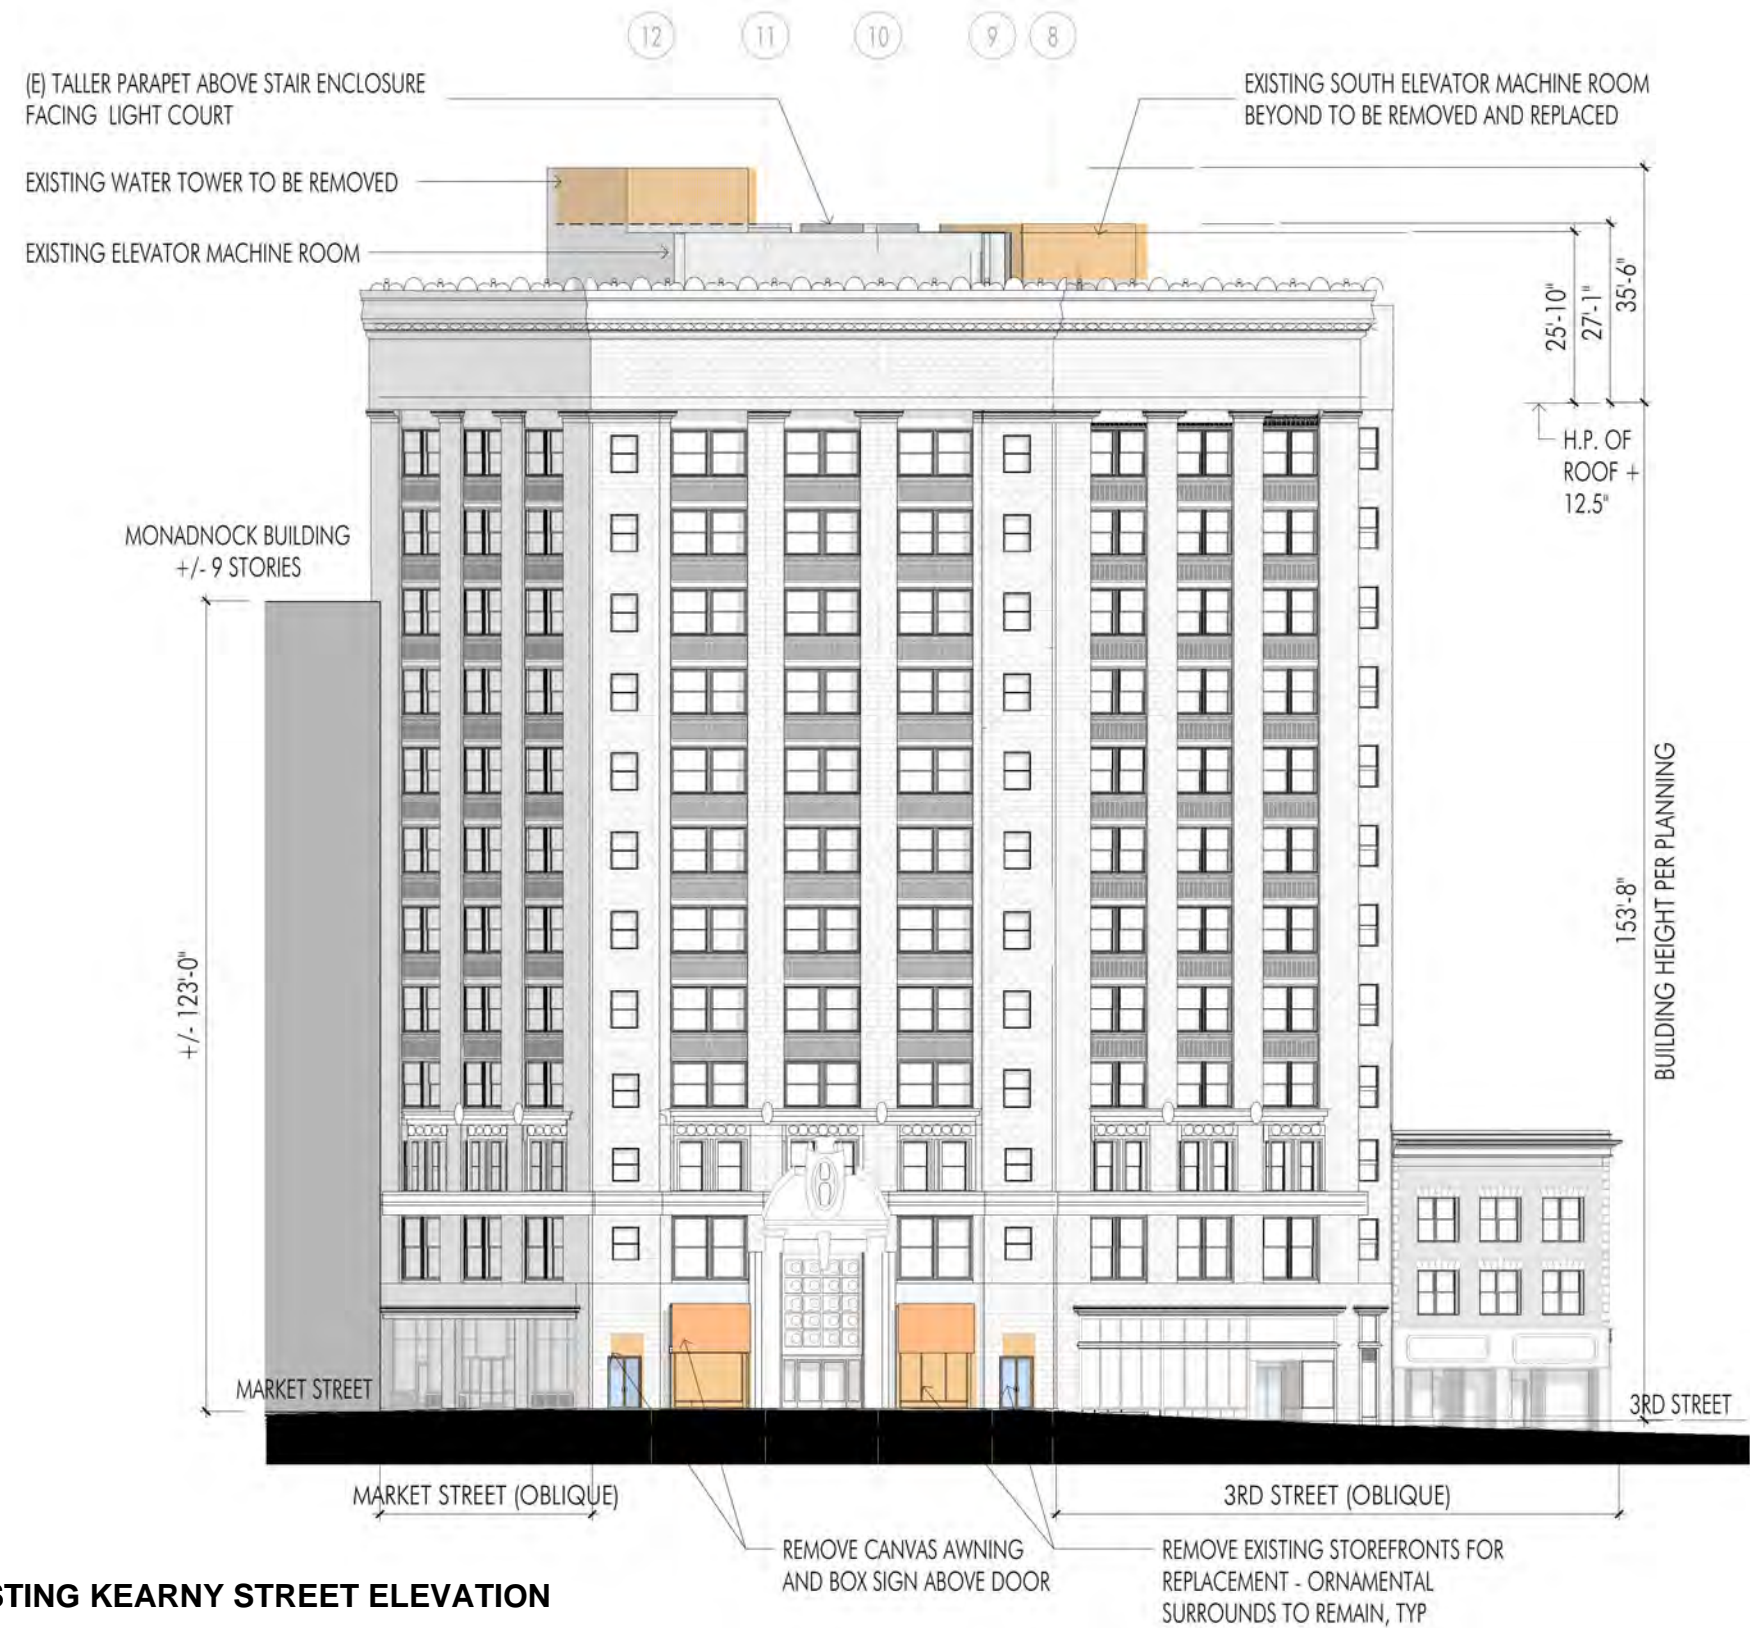 12
11
10
9
8
(E) TALLER PARAPET ABOVE STAIR ENCLOSURE
FACING LIGHT COURT
EXISTING SOUTH ELEVATOR MACHINE ROOM
BEYOND TO BE REMOVED AND REPLACED
EXISTING WATER TOWER TO BE REMOVED
EXISTING ELEVATOR MACHINE ROOM
25'-10"
27'-1"
35'-6"
H.P. OF
ROOF +
12.5"
MONADNOCK BUILDING
+/- 9 STORIES
+/- 123'-0"
153'-8"
BUILDING HEIGHT PER PLANNING
MARKET STREET
3RD STREET
MARKET STREET (OBLIQUE)
3RD STREET (OBLIQUE)
REMOVE CANVAS AWNING
AND BOX SIGN ABOVE DOOR
REMOVE EXISTING STOREFRONTS FOR
REPLACEMENT - ORNAMENTAL
SURROUNDS TO REMAIN, TYP
STING KEARNY STREET ELEVATION